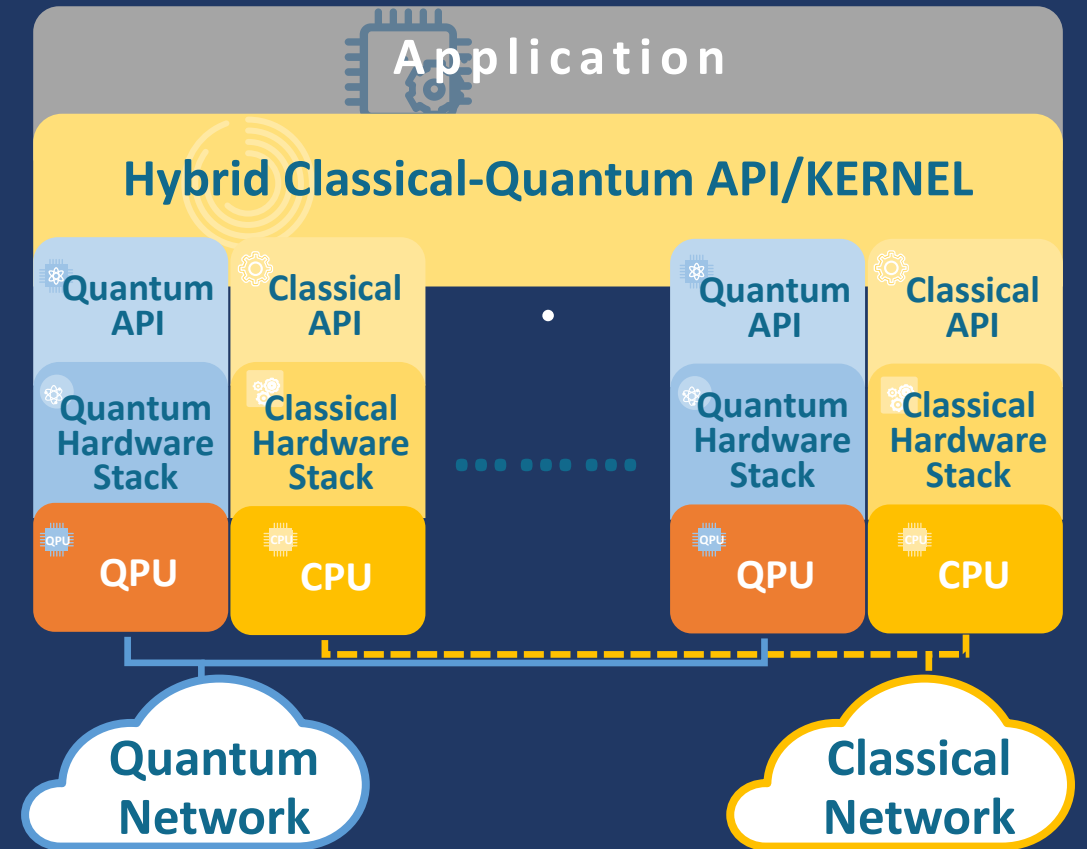 Application
Hybrid Classical-Quantum API/KERNEL
Quantum
API
Classical
API
Quantum
API
Classical
API
Quantum
Hardware
Stack
Classical
Hardware
Stack
Quantum
Hardware
Stack
Classical
Hardware
Stack
QPU
QPU
CPU
CPU
QPU
QPU
CPU
CPU
Quantum
Network
Classical
Network